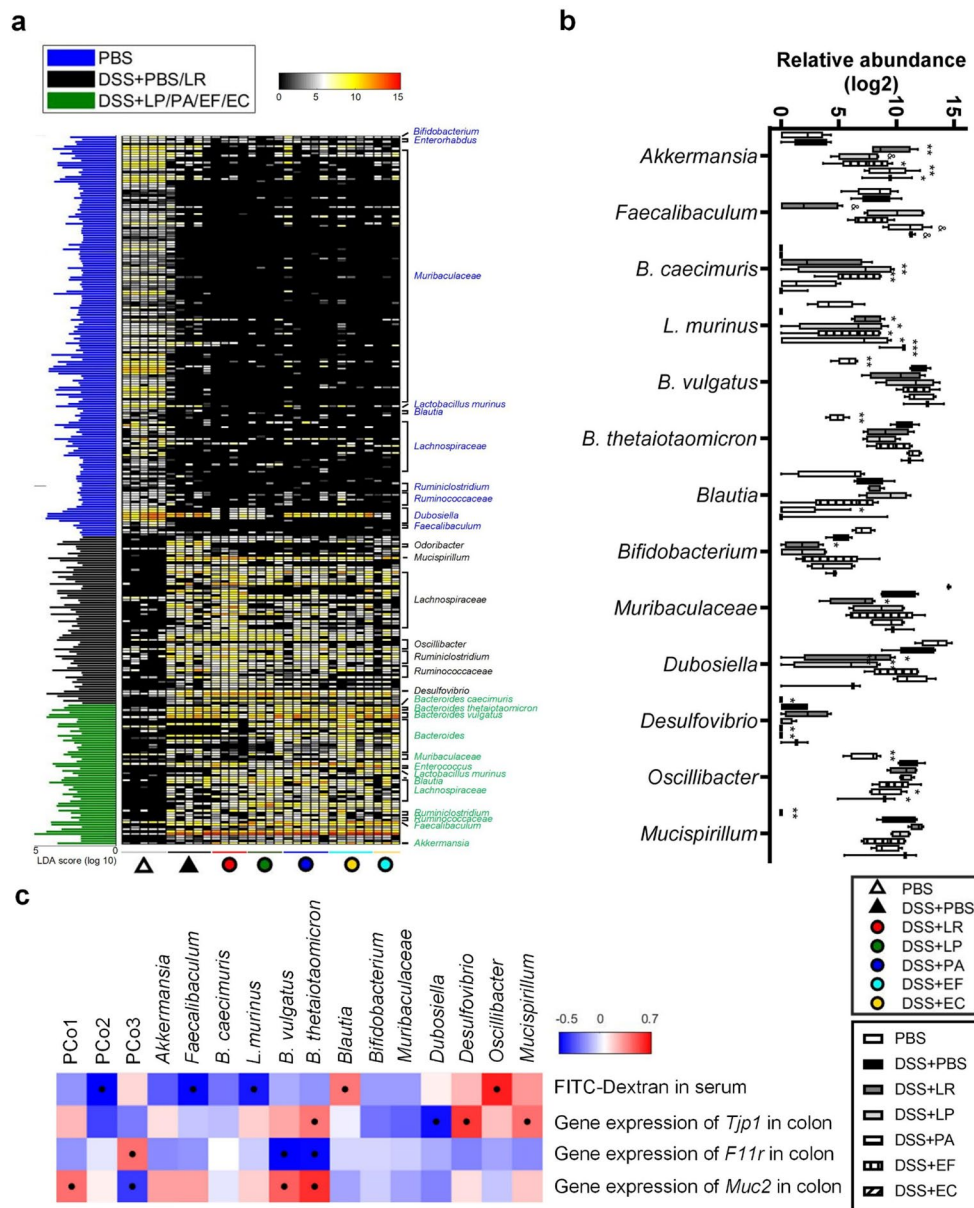 a
PBS
DSS+PBS/LR
DSS+LP/PA/EF/EC
0 5 10 15
Bifidobacterium
Enterorhabdus
Muribaculaceae
Lactobacillus murinus
Blautia
Lachnospiraceae
Ruminiclostridium
Ruminococcaceae
Dubosiella
Faecalibaculum
Odoribacter
Mucispirillum
Lachnospiraceae
Oscillibacter
Ruminiclostridium
Ruminococcaceae
Desulfovibrio
Bacteroides caecimuris
Bacteroides thetaiotaomicron
Bacteroides vulgatus
Bacteroides
Muribaculaceae
Enterococcus
Lactobacillus murinus
Blautia
Lachnospiraceae
Ruminiclostridium
Ruminococcaceae
Faecalibaculum
Akkermansia
5 0
LDA score (log 10)
b
Relative abundance
(log2)
0 5 10 15
Akkermansia
Faecalibaculum
B. caecimuris
L. murinus
B. vulgatus
B. thetaiotaomicron
Blautia
Bifidobacterium
Muribaculaceae
Dubosiella
Desulfovibrio
Oscillibacter
Mucispirillum
PBS
DSS+PBS
DSS+LR
DSS+LP
DSS+PA
DSS+EF
DSS+EC
PBS
DSS+PBS
DSS+LR
DSS+LP
DSS+PA
DSS+EF
DSS+EC
c
PCo1
PCo2
PCo3
Akkermansia
Faecalibaculum
B. caecimuris
L.murinus
B. vulgatus
B. thetaiotaomicron
Blautia
Bifidobacterium
Muribaculaceae
Dubosiella
Desulfovibrio
Oscillibacter
Mucispirillum
-0.5 0 0.7
FITC-Dextran in serum
Gene expression of Tjp1 in colon
Gene expression of F11r in colon
Gene expression of Muc2 in colon